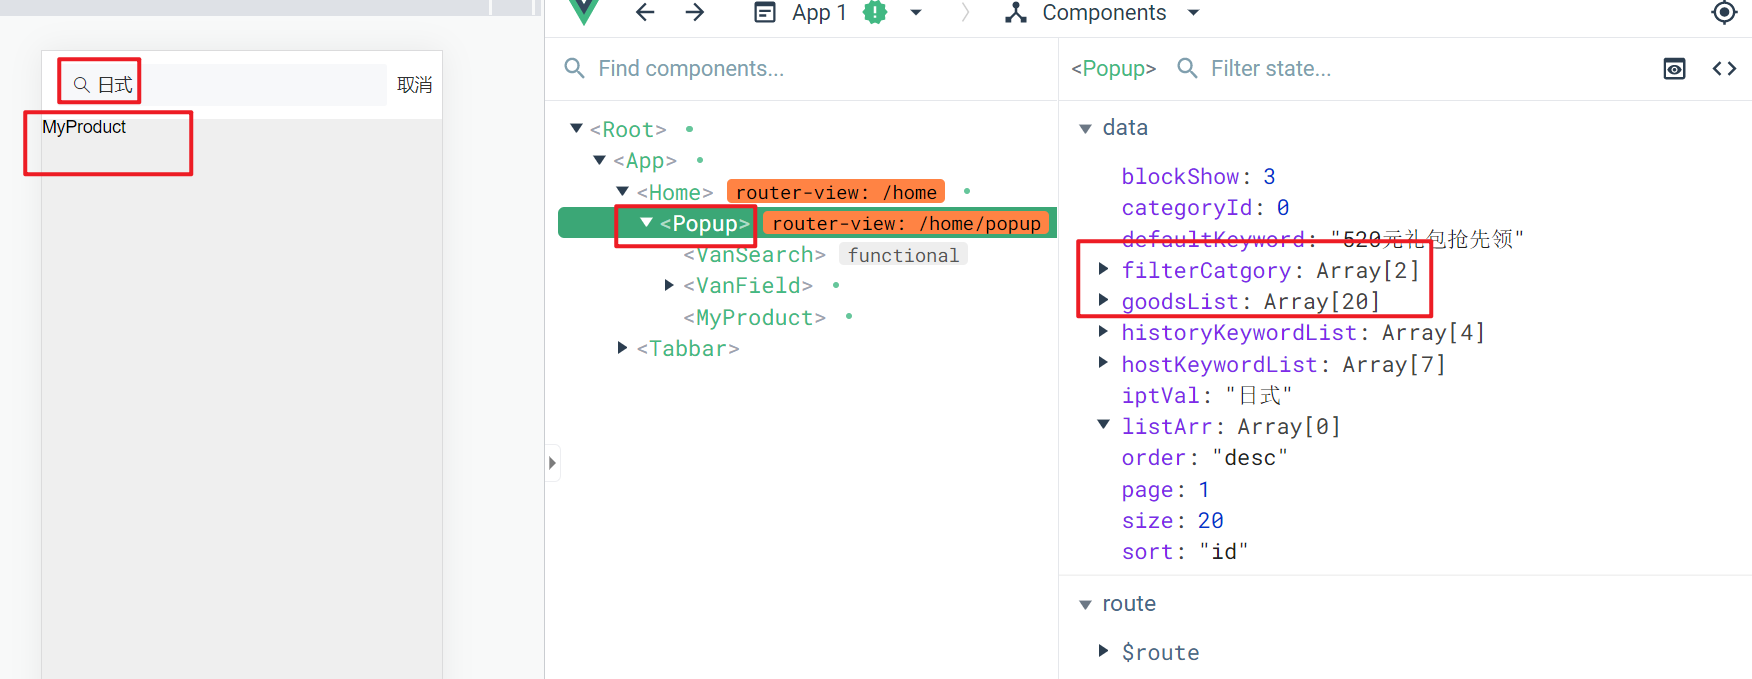 日式
取消
MyProduct
App 1
Components
Find components...
<Root>
<App>
<Home> router-view: /home
<Popup> router-view: /home/popup
<VanSearch> functional
<VanField>
<MyProduct>
<Tabbar>
<Popup> Filter state...
data
blockShow: 3
categoryId: 0
defaultKeyword: "520元礼包抢先领"
filterCatgory: Array[2]
goodsList: Array[20]
historyKeywordList: Array[4]
hostKeywordList: Array[7]
iptVal: "日式"
listArr: Array[0]
order: "desc"
page: 1
size: 20
sort: "id"
route
$route